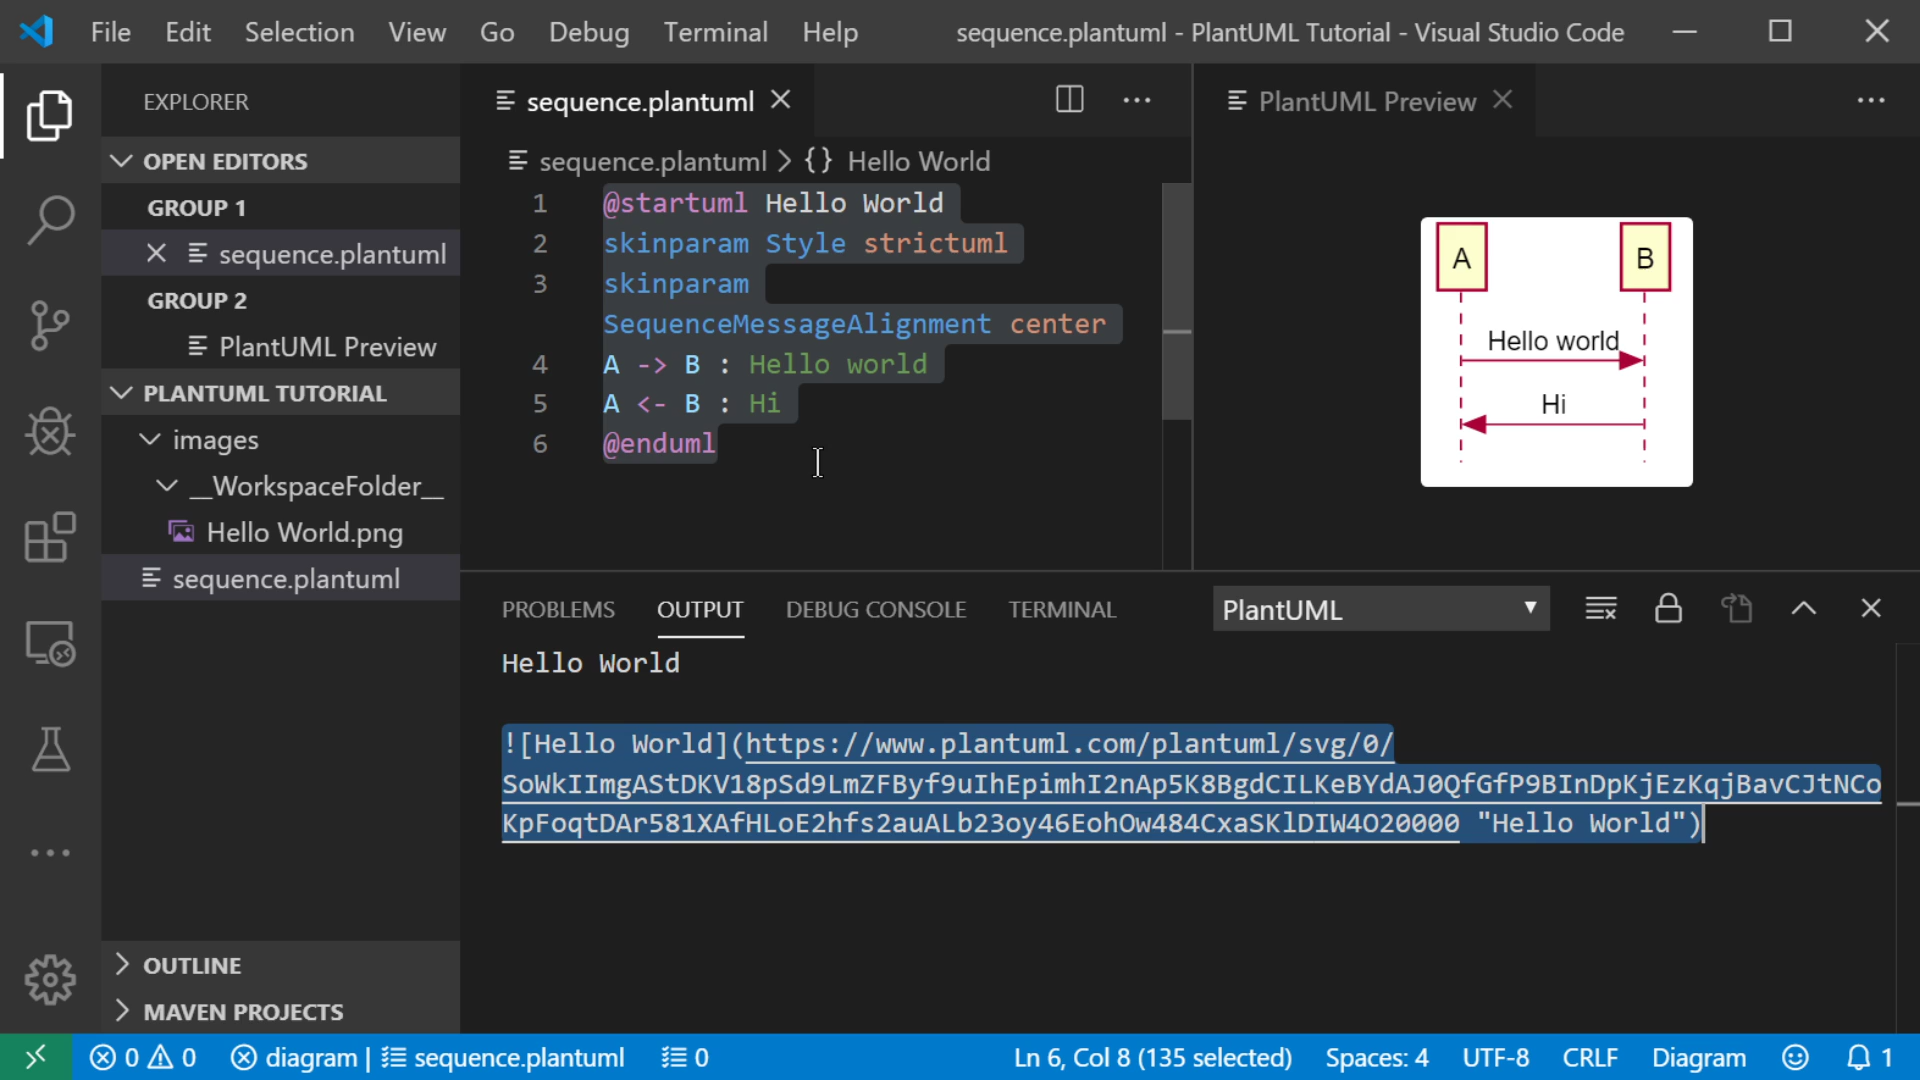 File Edit Selection View Go Debug Terminal Help sequence.plantuml - PlantUML Tutorial - Visual Studio Code
EXPLORER
OPEN EDITORS
GROUP 1
sequence.plantuml
GROUP 2
PlantUML Preview
PLANTUML TUTORIAL
images
__WorkspaceFolder__
Hello World.png
sequence.plantuml
OUTLINE
MAVEN PROJECTS
sequence.plantuml
sequence.plantuml > {} Hello World
1 @startuml Hello World
2 skinparam Style strictuml
3 skinparam
SequenceMessageAlignment center
4 A -> B : Hello world
5 A <- B : Hi
6 @enduml
PlantUML Preview
A B
Hello world
Hi
PROBLEMS OUTPUT DEBUG CONSOLE TERMINAL PlantUML
Hello World
![Hello World](https://www.plantuml.com/plantuml/svg/0/
SoWkIImgAStDKV18pSd9LmZFByf9uIhEpimhI2nAp5K8BgdCILKeBYdAJ0QfGfP9BInDpKjEzKqjBavCJtNCo
KpFoqtDAr581XAfHLoE2hfs2auALb23oy46EohOw484CxaSKlDIW4O20000 "Hello World")
0 0 diagram | sequence.plantuml 0 Ln 6, Col 8 (135 selected) Spaces: 4 UTF-8 CRLF Diagram 1